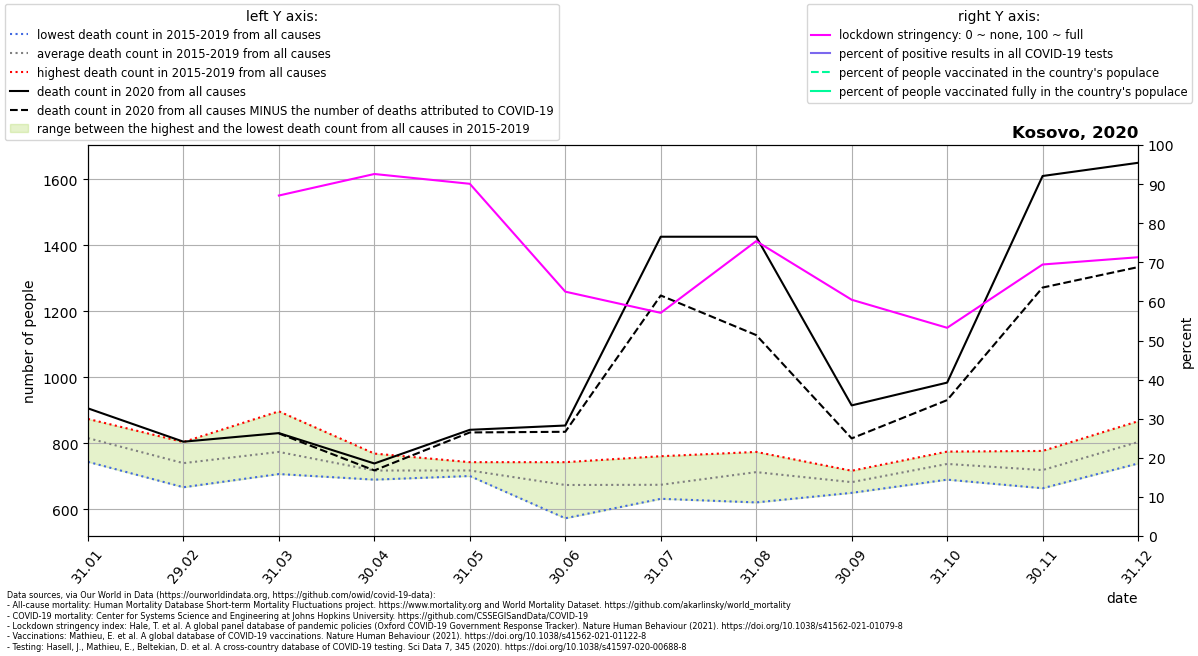 left Y axis:
lowest death count in 2015-2019 from all causes
average death count in 2015-2019 from all causes
highest death count in 2015-2019 from all causes
death count in 2020 from all causes
death count in 2020 from all causes MINUS the number of deaths attributed to COVID-19
range between the highest and the lowest death count from all causes in 2015-2019
right Y axis:
lockdown stringency: 0 ~ none, 100 ~ full
percent of positive results in all COVID-19 tests
percent of people vaccinated in the country's populace
percent of people vaccinated fully in the country's populace
Kosovo, 2020
number of people
1600
1400
1200
1000
800
600
100
90
80
70
60
50
40
30
20
10
0
percent
31.01
29.02
31.03
30.04
31.05
30.06
31.07
31.08
30.09
31.10
30.11
31.12
date
Data sources, via Our World in Data (https://ourworldindata.org, https://github.com/owid/covid-19-data):
- All-cause mortality: Human Mortality Database Short-term Mortality Fluctuations project. https://www.mortality.org and World Mortality Dataset. https://github.com/akarlinsky/world_mortality
- COVID-19 mortality: Center for Systems Science and Engineering at Johns Hopkins University. https://github.com/CSSEGISandData/COVID-19
- Lockdown stringency index: Hale, T. et al. A global panel database of pandemic policies (Oxford COVID-19 Government Response Tracker). Nature Human Behaviour (2021). https://doi.org/10.1038/s41562-021-01079-8
- Vaccinations: Mathieu, E. et al. A global database of COVID-19 vaccinations. Nature Human Behaviour (2021). https://doi.org/10.1038/s41562-021-01122-8
- Testing: Hasell, J., Mathieu, E., Beltekian, D. et al. A cross-country database of COVID-19 testing. Sci Data 7, 345 (2020). https://doi.org/10.1038/s41597-020-00688-8